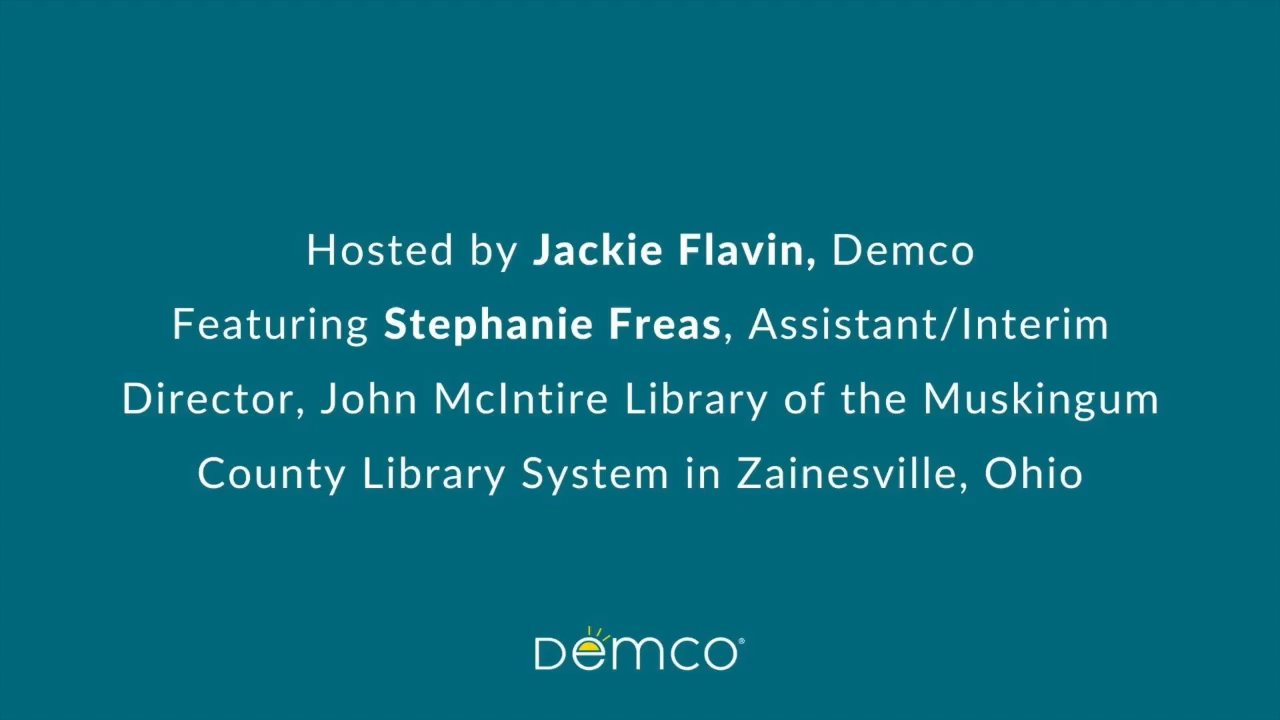 Hosted by Jackie Flavin, Demco
Featuring Stephanie Freas, Assistant/Interim
Director, John McIntire Library of the Muskingum
County Library System in Zainesville, Ohio
Demco®